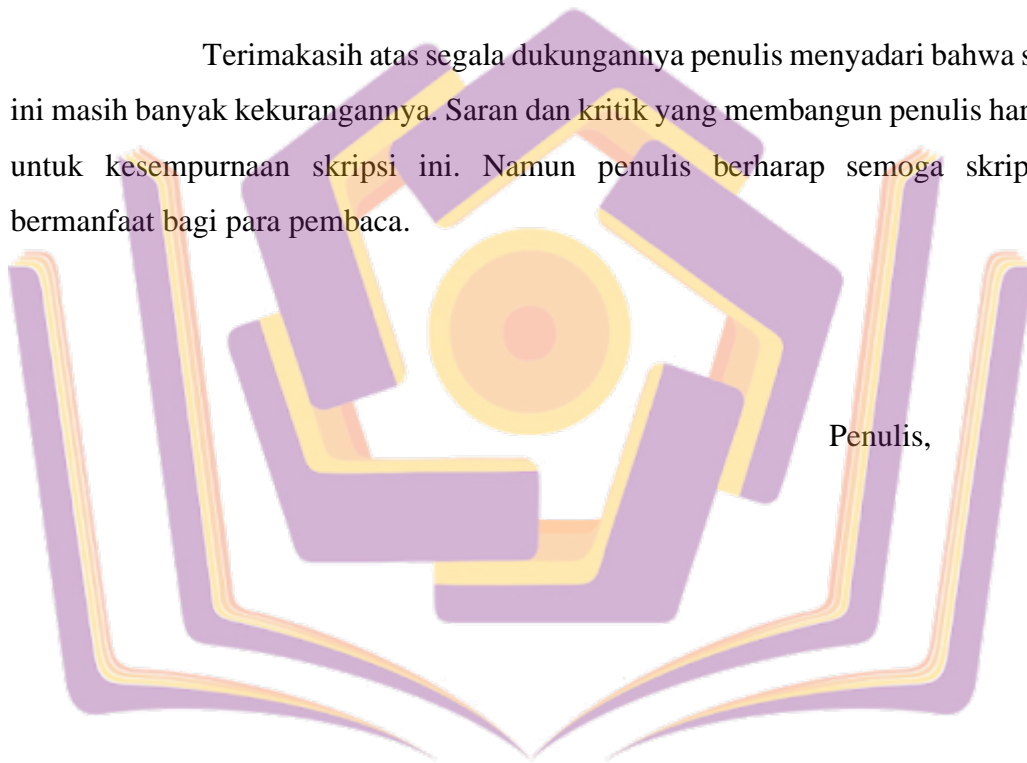 Terimakasih atas segala dukungannya penulis menyadari bahwa s
ini masih banyak kekurangannya. Saran dan kritik yang membangun penulis har
untuk kesempurnaan skripsi ini. Namun penulis berharap semoga skrip
bermanfaat bagi para pembaca.
Penulis,